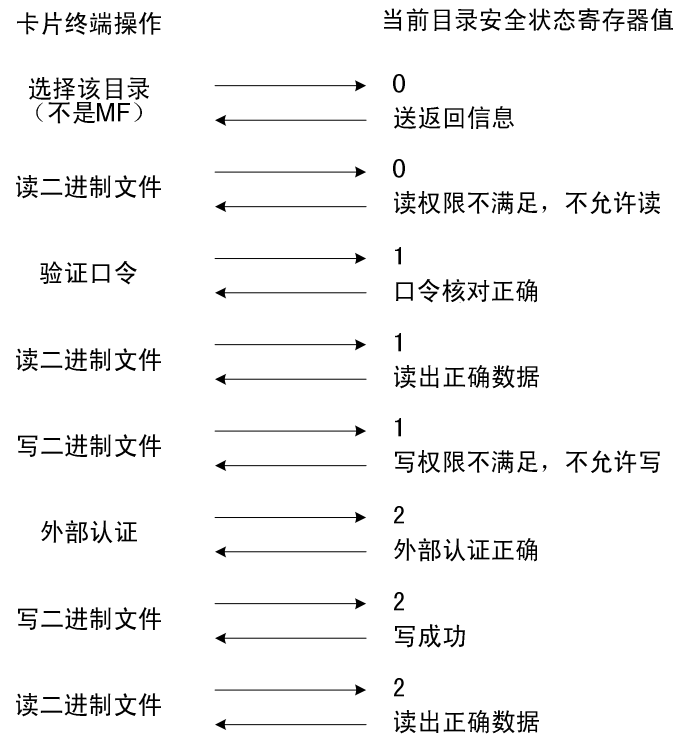 卡片终端操作
当前目录安全状态寄存器值
选择该目录
（不是MF）
0
送返回信息
读二进制文件
0
读权限不满足，不允许读
验证口令
1
口令核对正确
读二进制文件
1
读出正确数据
写二进制文件
1
写权限不满足，不允许写
外部认证
2
外部认证正确
写二进制文件
2
写成功
读二进制文件
2
读出正确数据